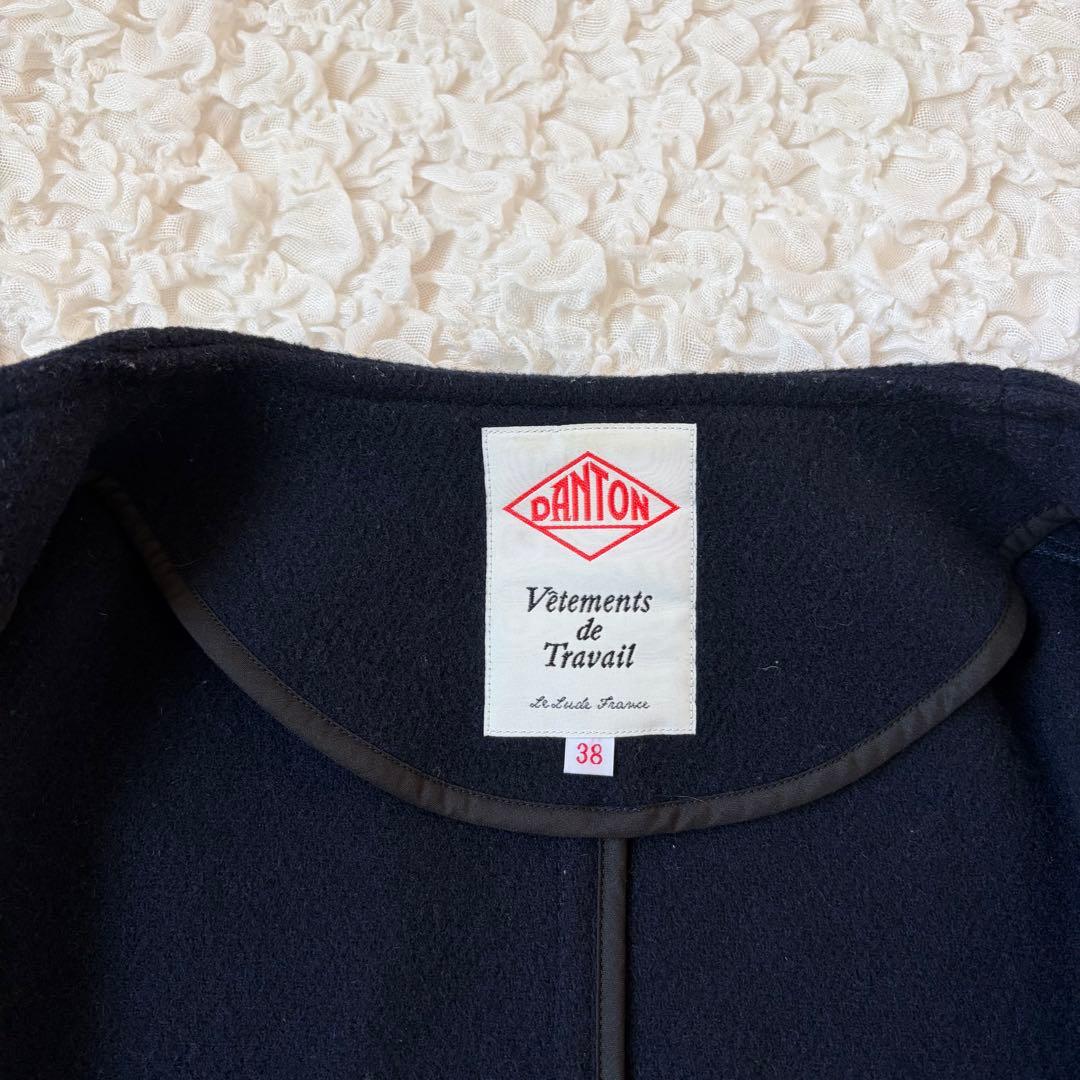 DANTON
Vêtements
de
Travail
Le Lude France
38